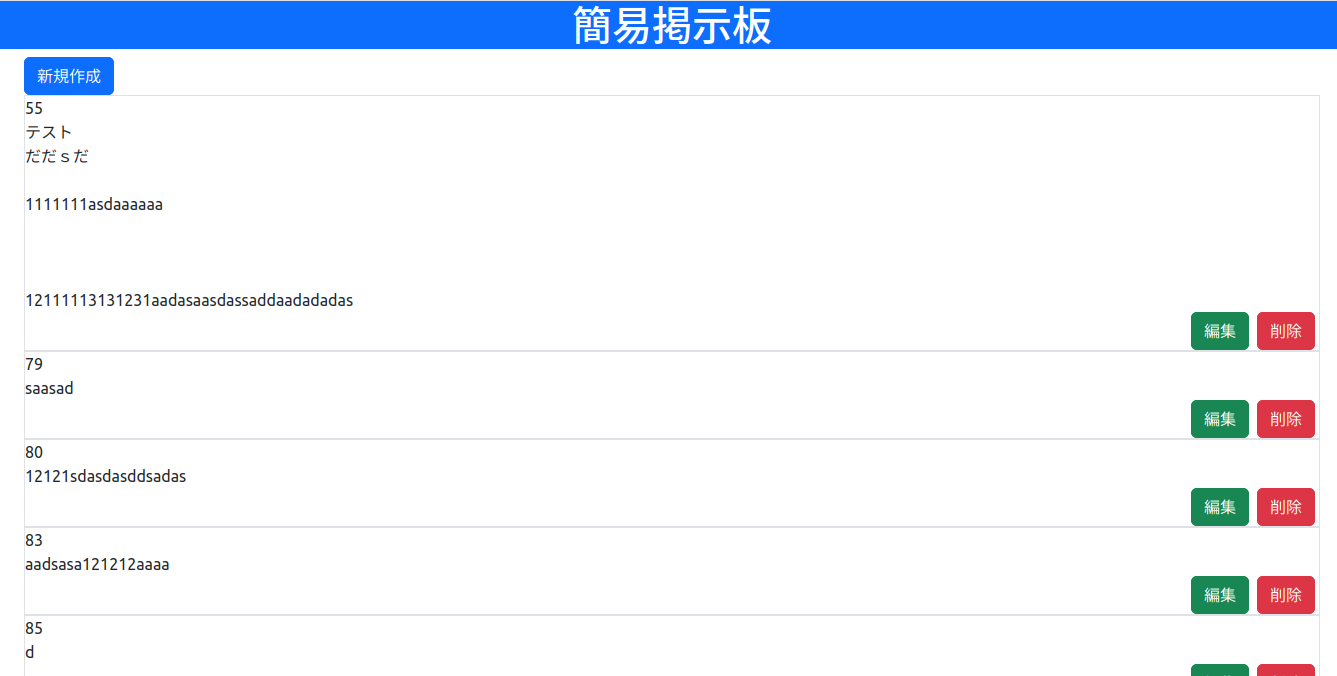 簡易掲示板
新規作成
55
テスト
だだｓだ
1111111asdaaaaaa
12111113131231aadasaasdassaddaadadadas
編集 削除
79
saasad
編集 削除
80
12121sdasdasddsadas
編集 削除
83
aadsasa121212aaaa
編集 削除
85
d